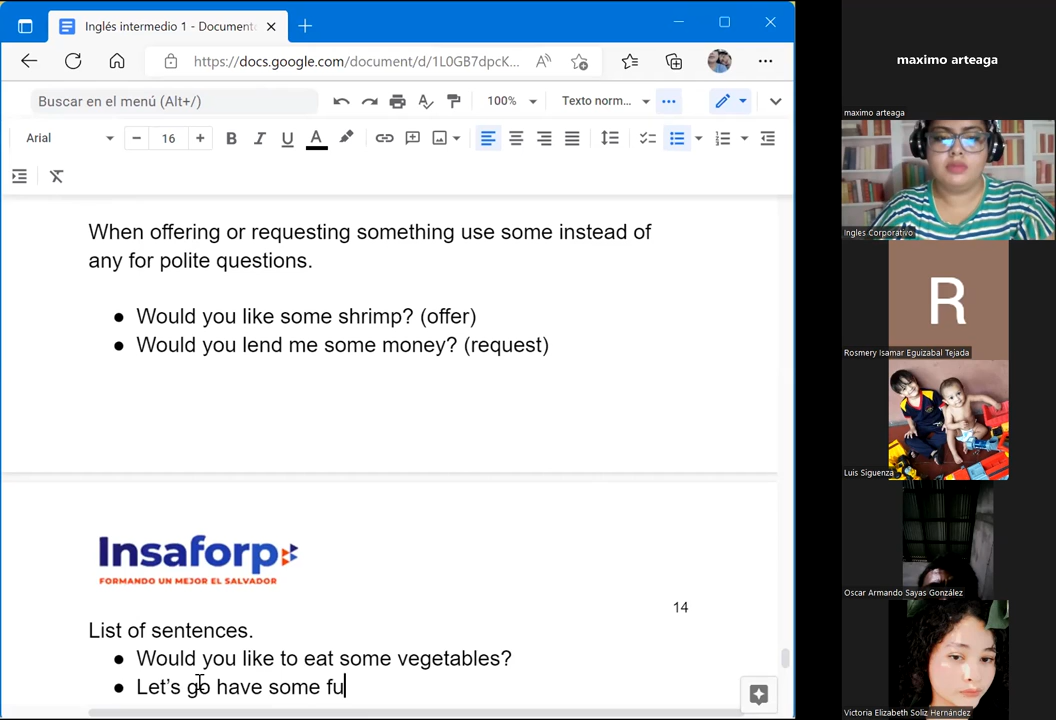 Inglés intermedio 1 - Document
https://docs.google.com/document/d/1L0GB7dpcK...
Buscar en el menú (Alt+/)
100%
Texto norm...
Arial
16
B I U A
When offering or requesting something use some instead of
any for polite questions.
● Would you like some shrimp? (offer)
● Would you lend me some money? (request)
Insaforp
FORMANDO UN MEJOR EL SALVADOR
14
List of sentences.
● Would you like to eat some vegetables?
● Let's go have some fu
maximo arteaga
maximo arteaga
Ingles Corporativo
R
Rosmery Isamar Eguizabal Tejada
Luis Siguenza
Oscar Armando Sayas González
Victoria Elizabeth Soliz Hernandez